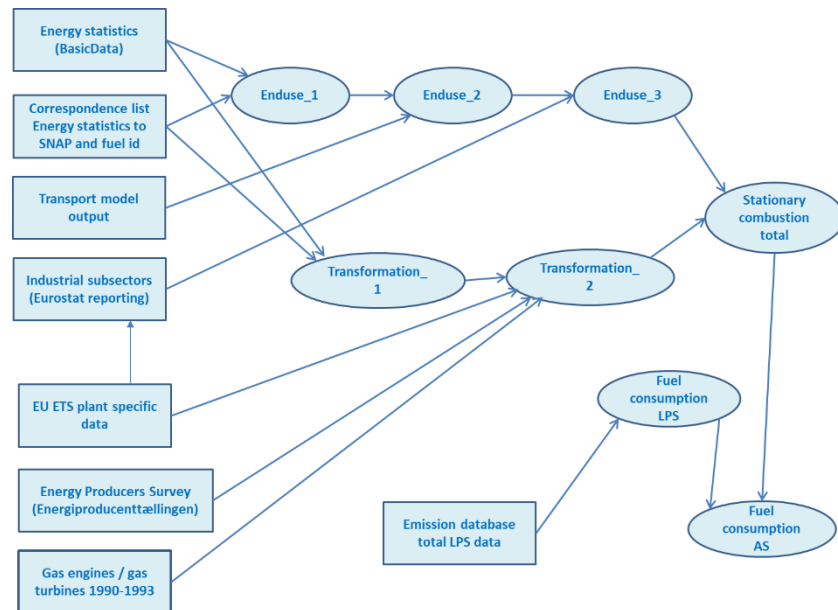 Energy statistics
(BasicData)
Enduse_1
Enduse_2
Enduse_3
Correspondence list
Energy statistics to
SNAP and fuel id
Transport model
output
Stationary
combustion
total
Industrial subsectors
(Eurostat reporting)
Transformation_
1
Transformation_
2
EU ETS plant specific
data
Fuel
consumption
LPS
Energy Producers Survey
(Energiproducenttællingen)
Emission database
total LPS data
Fuel
consumption
AS
Gas engines / gas
turbines 1990-1993